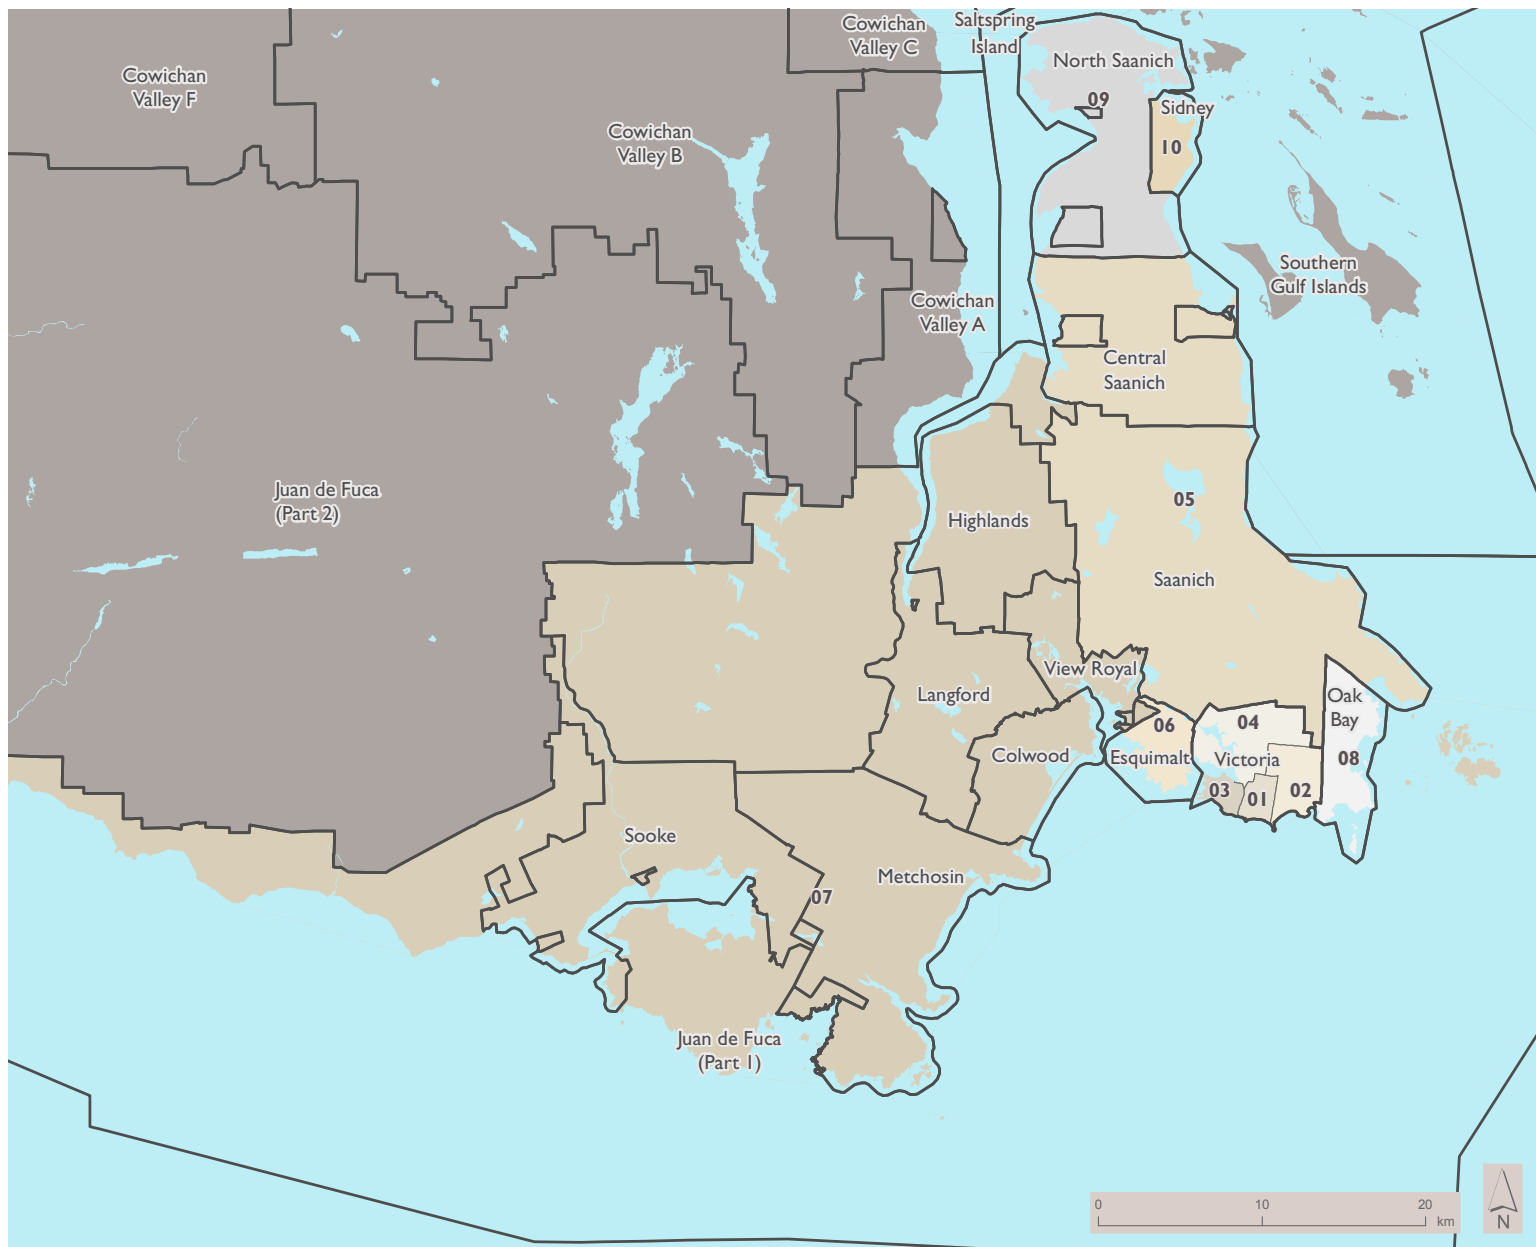 Cowichan
Valley C
Saltspring
Island
North Saanich
Cowichan
Valley F
09
Sidney
Cowichan
Valley B
10
Southern
Gulf Islands
Cowichan
Valley A
Central
Saanich
Juan de Fuca
(Part 2)
05
Highlands
Saanich
View Royal
Langford
Oak
Bay
04
06
Colwood
Esquimalt
Victoria
08
03
01
02
Sooke
Metchosin
07
Juan de Fuca
(Part 1)
0
10
20
km
N